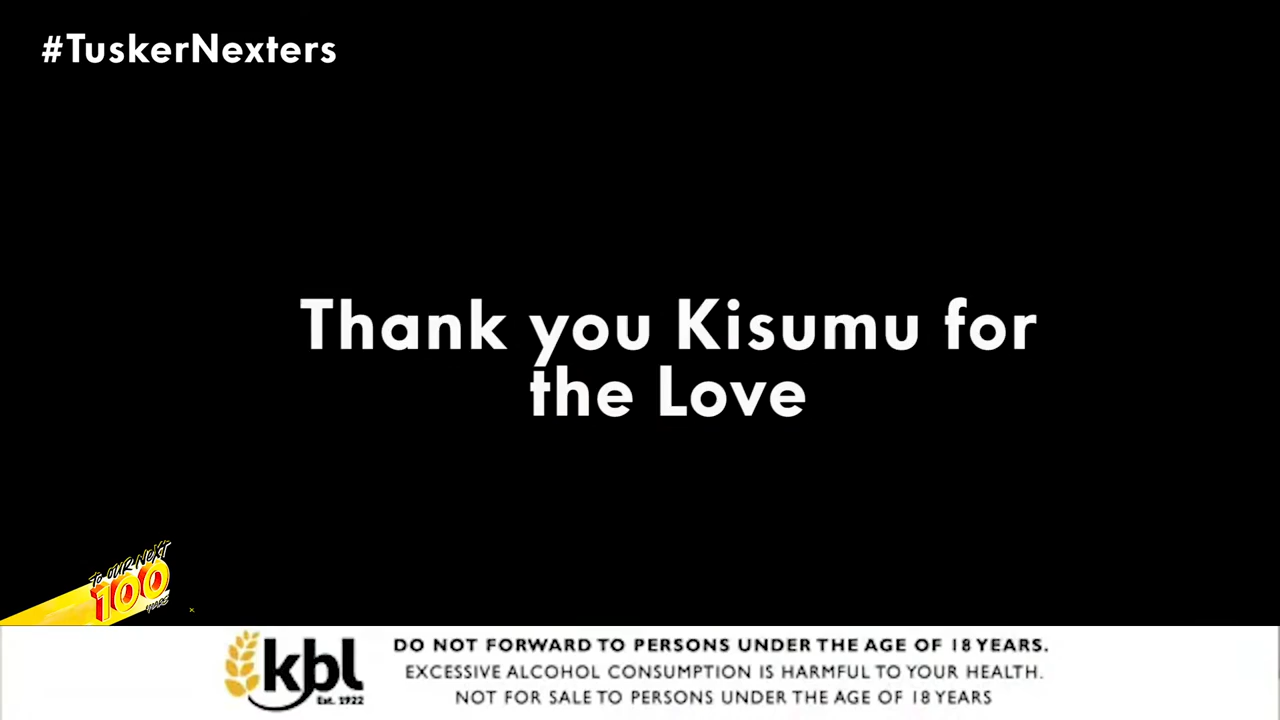 #TuskerNexters
Thank you Kisumu for
the Love
TO OUR NEXT
100
YEARS
kbl
Est. 1922
DO NOT FORWARD TO PERSONS UNDER THE AGE OF 18 YEARS.
EXCESSIVE ALCOHOL CONSUMPTION IS HARMFUL TO YOUR HEALTH.
NOT FOR SALE TO PERSONS UNDER THE AGE OF 18 YEARS